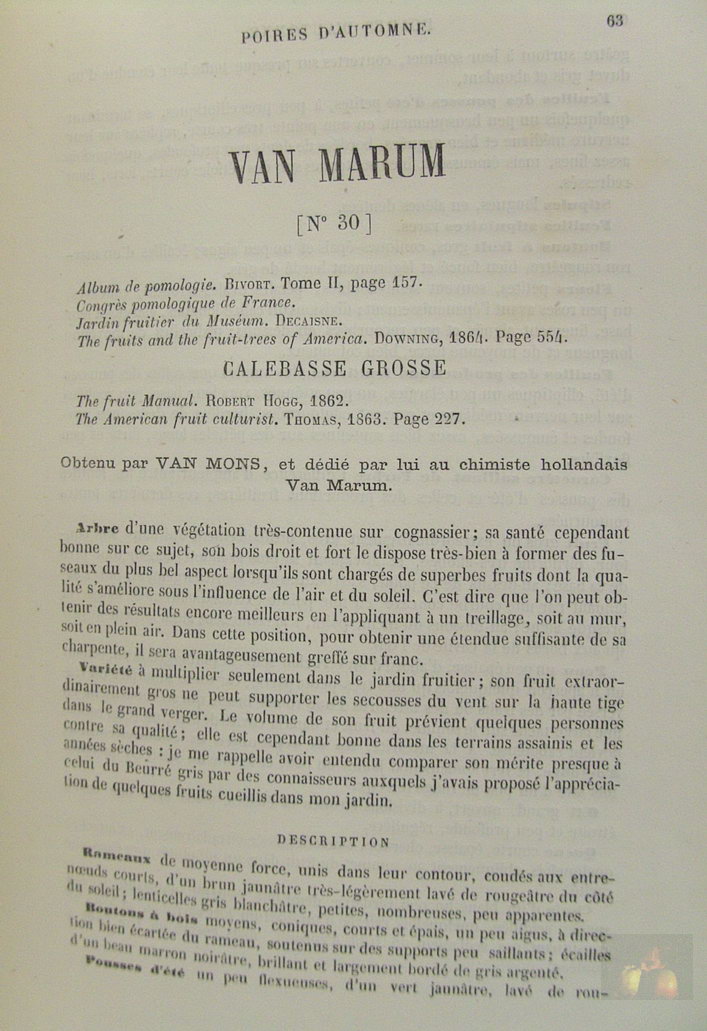 POIRES D'AUTOMNE.
63
VAN MARUM
[N° 30]
Album de pomologie. BIVORT. Tome II, page 157.
Congrès pomologique de France.
Jardin fruitier du Muséum. DECAISNE.
The fruits and the fruit-trees of America. DOWNING, 1864. Page 554.
CALEBASSE GROSSE
The fruit Manual. ROBERT HOGG, 1862.
The American fruit culturist. THOMAS, 1863. Page 227.
Obtenu par VAN MONS, et dédié par lui au chimiste hollandais
Van Marum.
Arbre d'une végétation très-contenue sur cognassier; sa santé cependant
bonne sur ce sujet, son bois droit et fort le dispose très-bien à former des fu-
seaux du plus bel aspect lorsqu'ils sont chargés de superbes fruits dont la qua-
lité s'améliore sous l'influence de l'air et du soleil. C'est dire que l'on peut ob-
tenir des résultats encore meilleurs en l'appliquant à un treillage, soit au mur,
soit en plein air. Dans cette position, pour obtenir une étendue suffisante de sa
charpente, il sera avantageusement greffé sur franc.
Variété à multiplier seulement dans le jardin fruitier; son fruit extraor-
dinairement gros ne peut supporter les secousses du vent sur la haute tige
dans le grand verger. Le volume de son fruit prévient quelques personnes
contre sa qualité; elle est cependant bonne dans les terrains assainis et les
années sèches : je me rappelle avoir entendu comparer son mérite presque à
celui du Beurré gris par des connaisseurs auxquels j'avais proposé l'apprécia-
tion de quelques fruits cueillis dans mon jardin.
DESCRIPTION
Rameaux de moyenne force, unis dans leur contour, coudés aux entre-
nœuds courts, d'un brun jaunâtre très-légèrement lavé de rougeâtre du côté
du soleil; lenticelles gris blanchâtre, petites, nombreuses, peu apparentes.
Boutons à bois moyens, coniques, courts et épais, un peu aigus, à direc-
tion bien écartée du rameau, soutenus sur des supports peu saillants; écailles
d'un beau marron noirâtre, brillant et largement bordé de gris argenté.
Pousses d'été un peu flexueuses, d'un vert jaunâtre, lavé de rou-